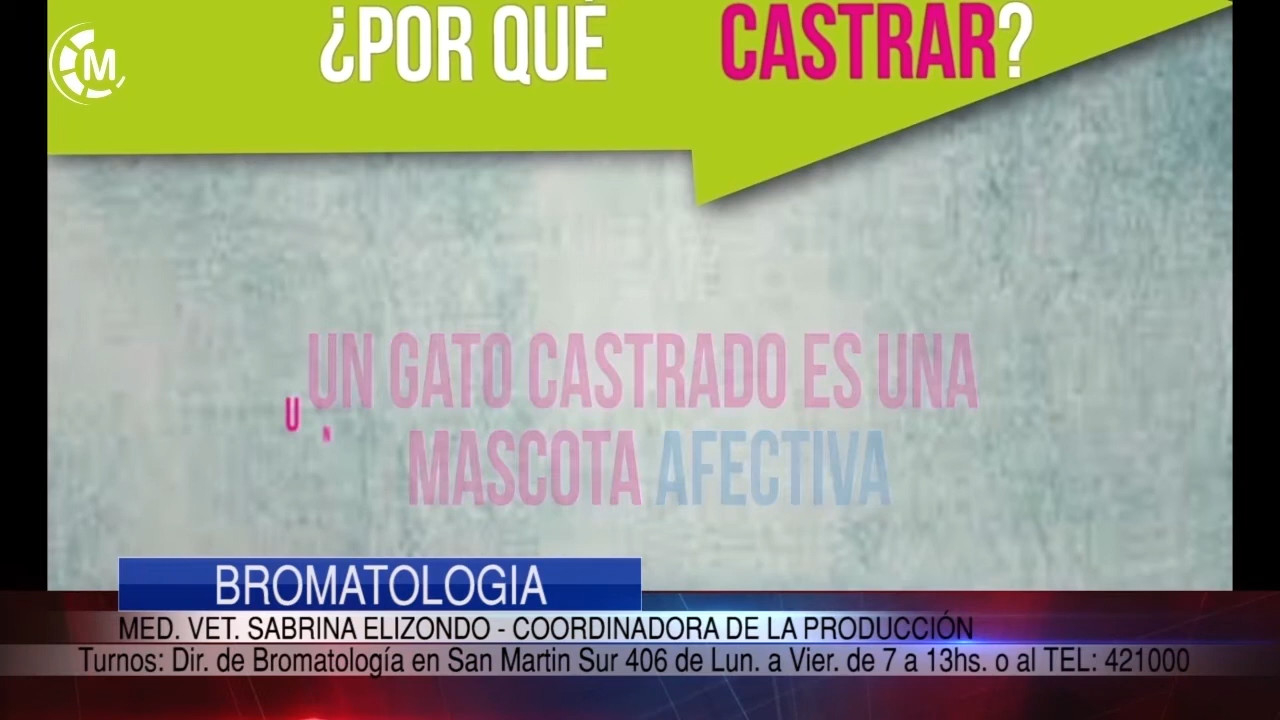 M
¿POR QUÉ CASTRAR?
UN GATO CASTRADO ES UNA
U N
MASCOTA AFECTIVA
BROMATOLOGIA
MED. VET. SABRINA ELIZONDO - COORDINADORA DE LA PRODUCCIÓN
Turnos: Dir. de Bromatología en San Martin Sur 406 de Lun. a Vier. de 7 a 13hs. o al TEL: 421000